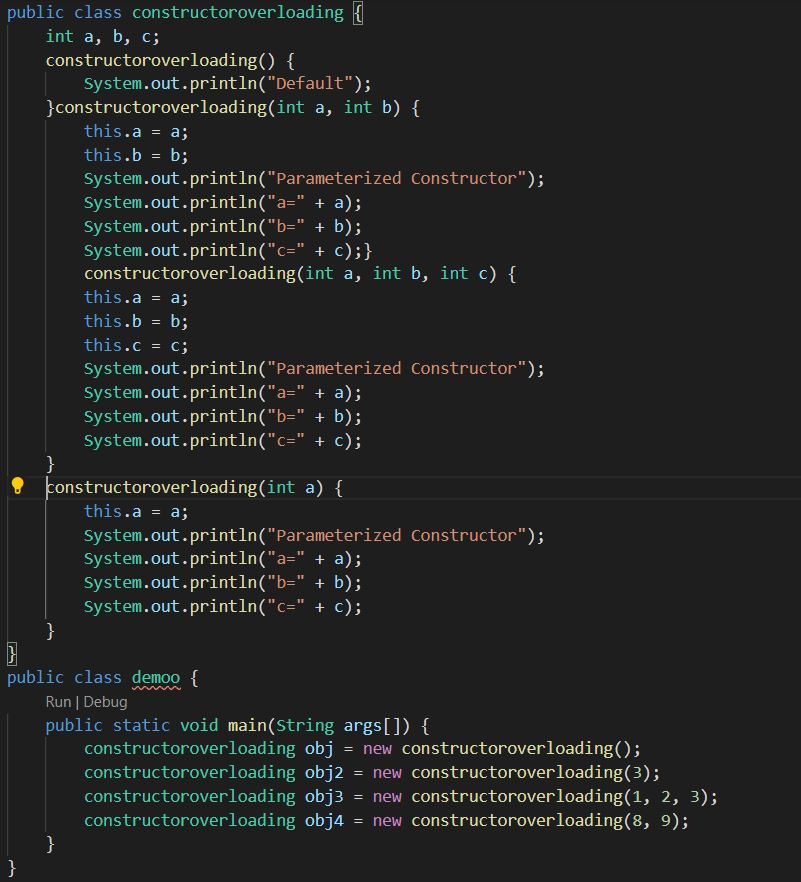 public class constructoroverloading {
    int a, b, c;
    constructoroverloading() {
        System.out.println("Default");
    }constructoroverloading(int a, int b) {
        this.a = a;
        this.b = b;
        System.out.println("Parameterized Constructor");
        System.out.println("a=" + a);
        System.out.println("b=" + b);
        System.out.println("c=" + c);}
        constructoroverloading(int a, int b, int c) {
        this.a = a;
        this.b = b;
        this.c = c;
        System.out.println("Parameterized Constructor");
        System.out.println("a=" + a);
        System.out.println("b=" + b);
        System.out.println("c=" + c);
    }
    constructoroverloading(int a) {
        this.a = a;
        System.out.println("Parameterized Constructor");
        System.out.println("a=" + a);
        System.out.println("b=" + b);
        System.out.println("c=" + c);
    }
}
public class demoo {
    Run | Debug
    public static void main(String args[]) {
        constructoroverloading obj = new constructoroverloading();
        constructoroverloading obj2 = new constructoroverloading(3);
        constructoroverloading obj3 = new constructoroverloading(1, 2, 3);
        constructoroverloading obj4 = new constructoroverloading(8, 9);
    }
}